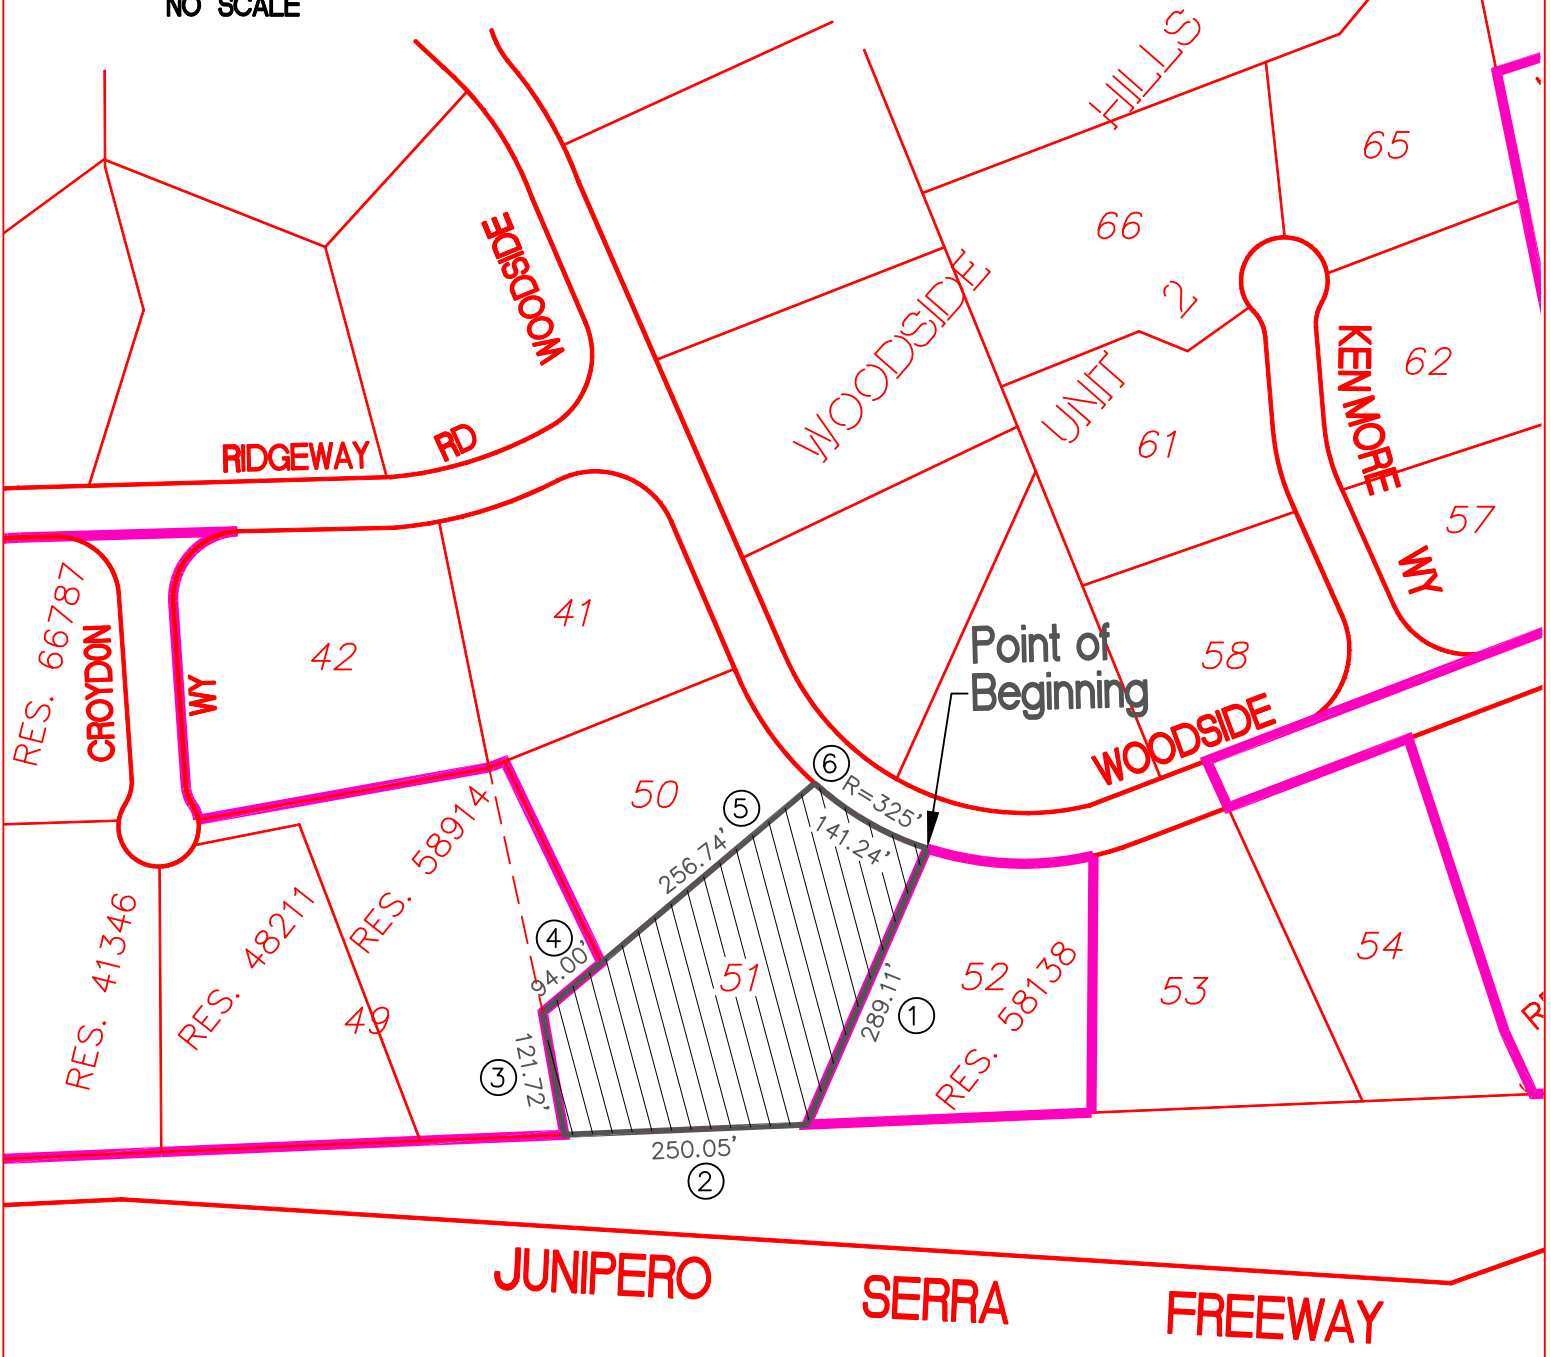 NO SCALE
HILLS
65
66
WOODSIDE
WOODSIDE
2
UNIT
KENMORE
WY
62
61
57
RIDGEWAY RD
RES. 66787
CROYDON
WY
42
41
58
Point of
Beginning
WOODSIDE
50
6
R=325'
141.24'
5
256.74'
RES. 58914
4
94.00'
51
52
RES. 58138
53
54
RES. 41346
RES. 48211
49
289.11'
1
3
121.72'
250.05'
2
JUNIPERO SERRA FREEWAY